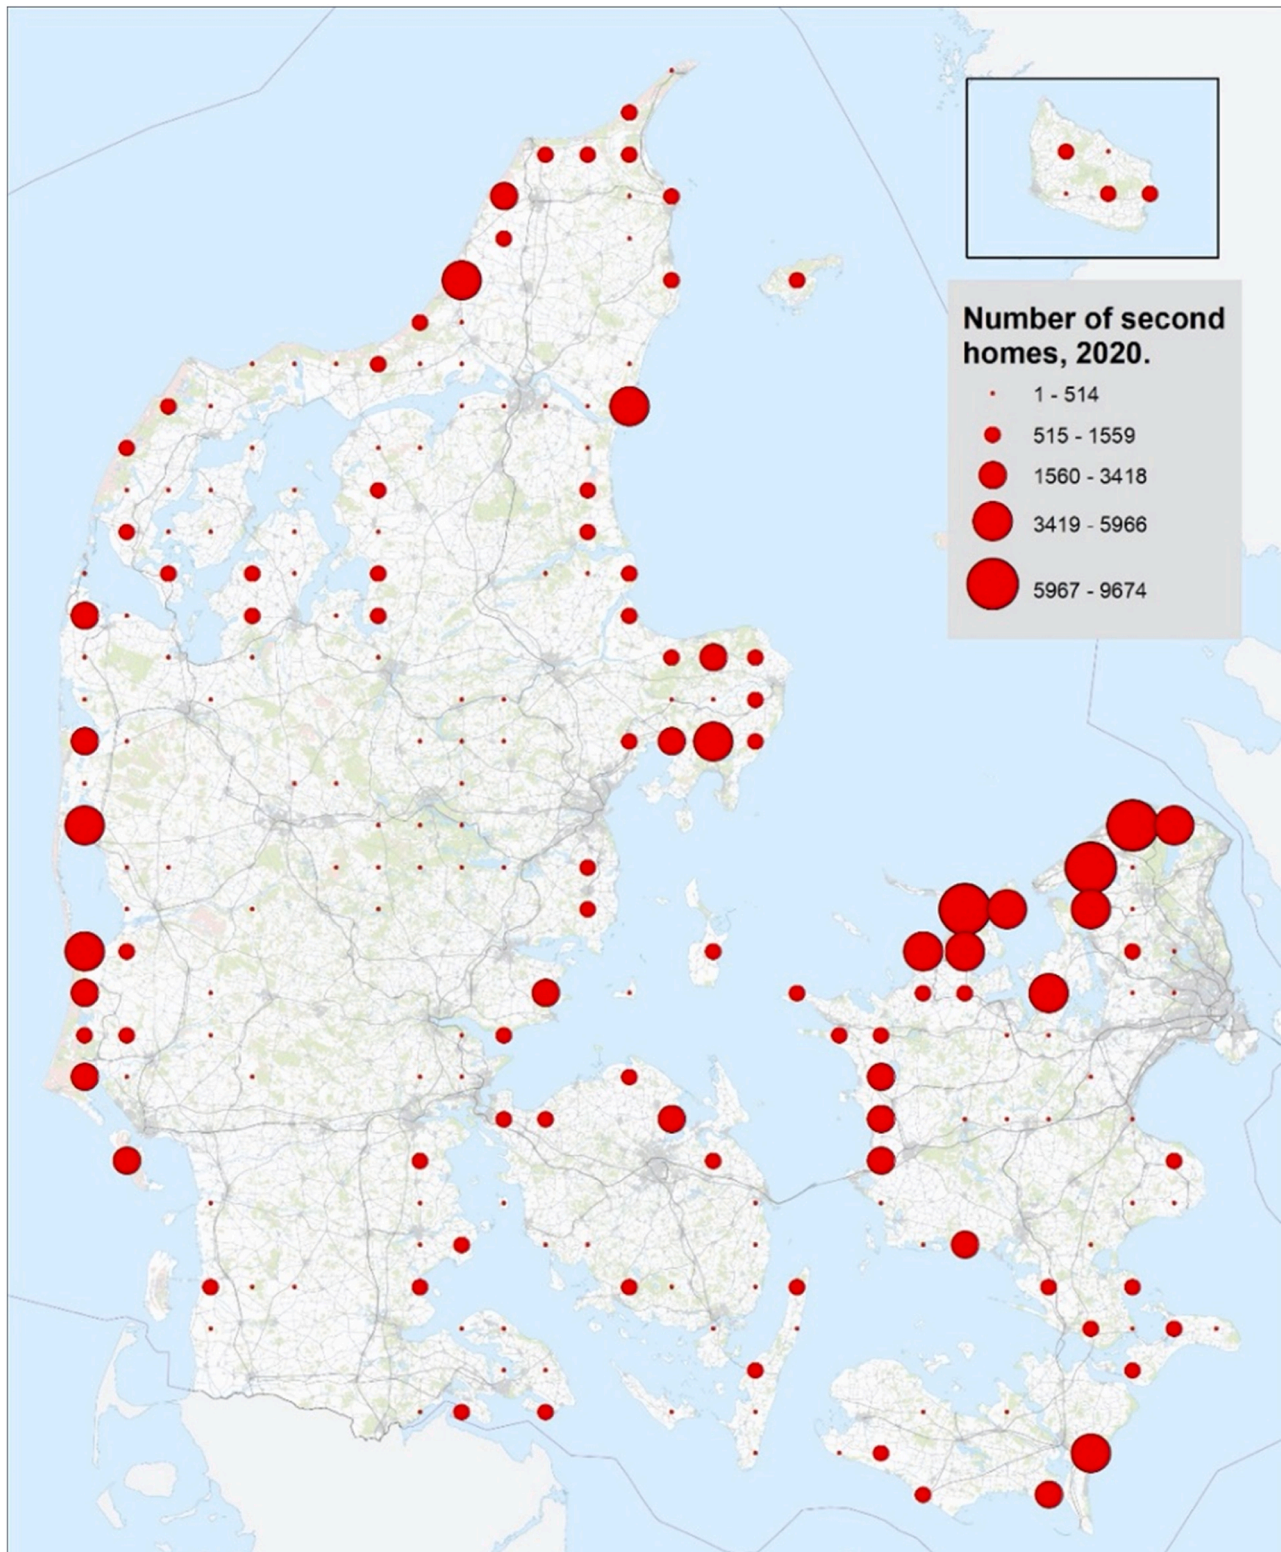 Number of second
homes, 2020.
1 - 514
515 - 1559
1560 - 3418
3419 - 5966
5967 - 9674